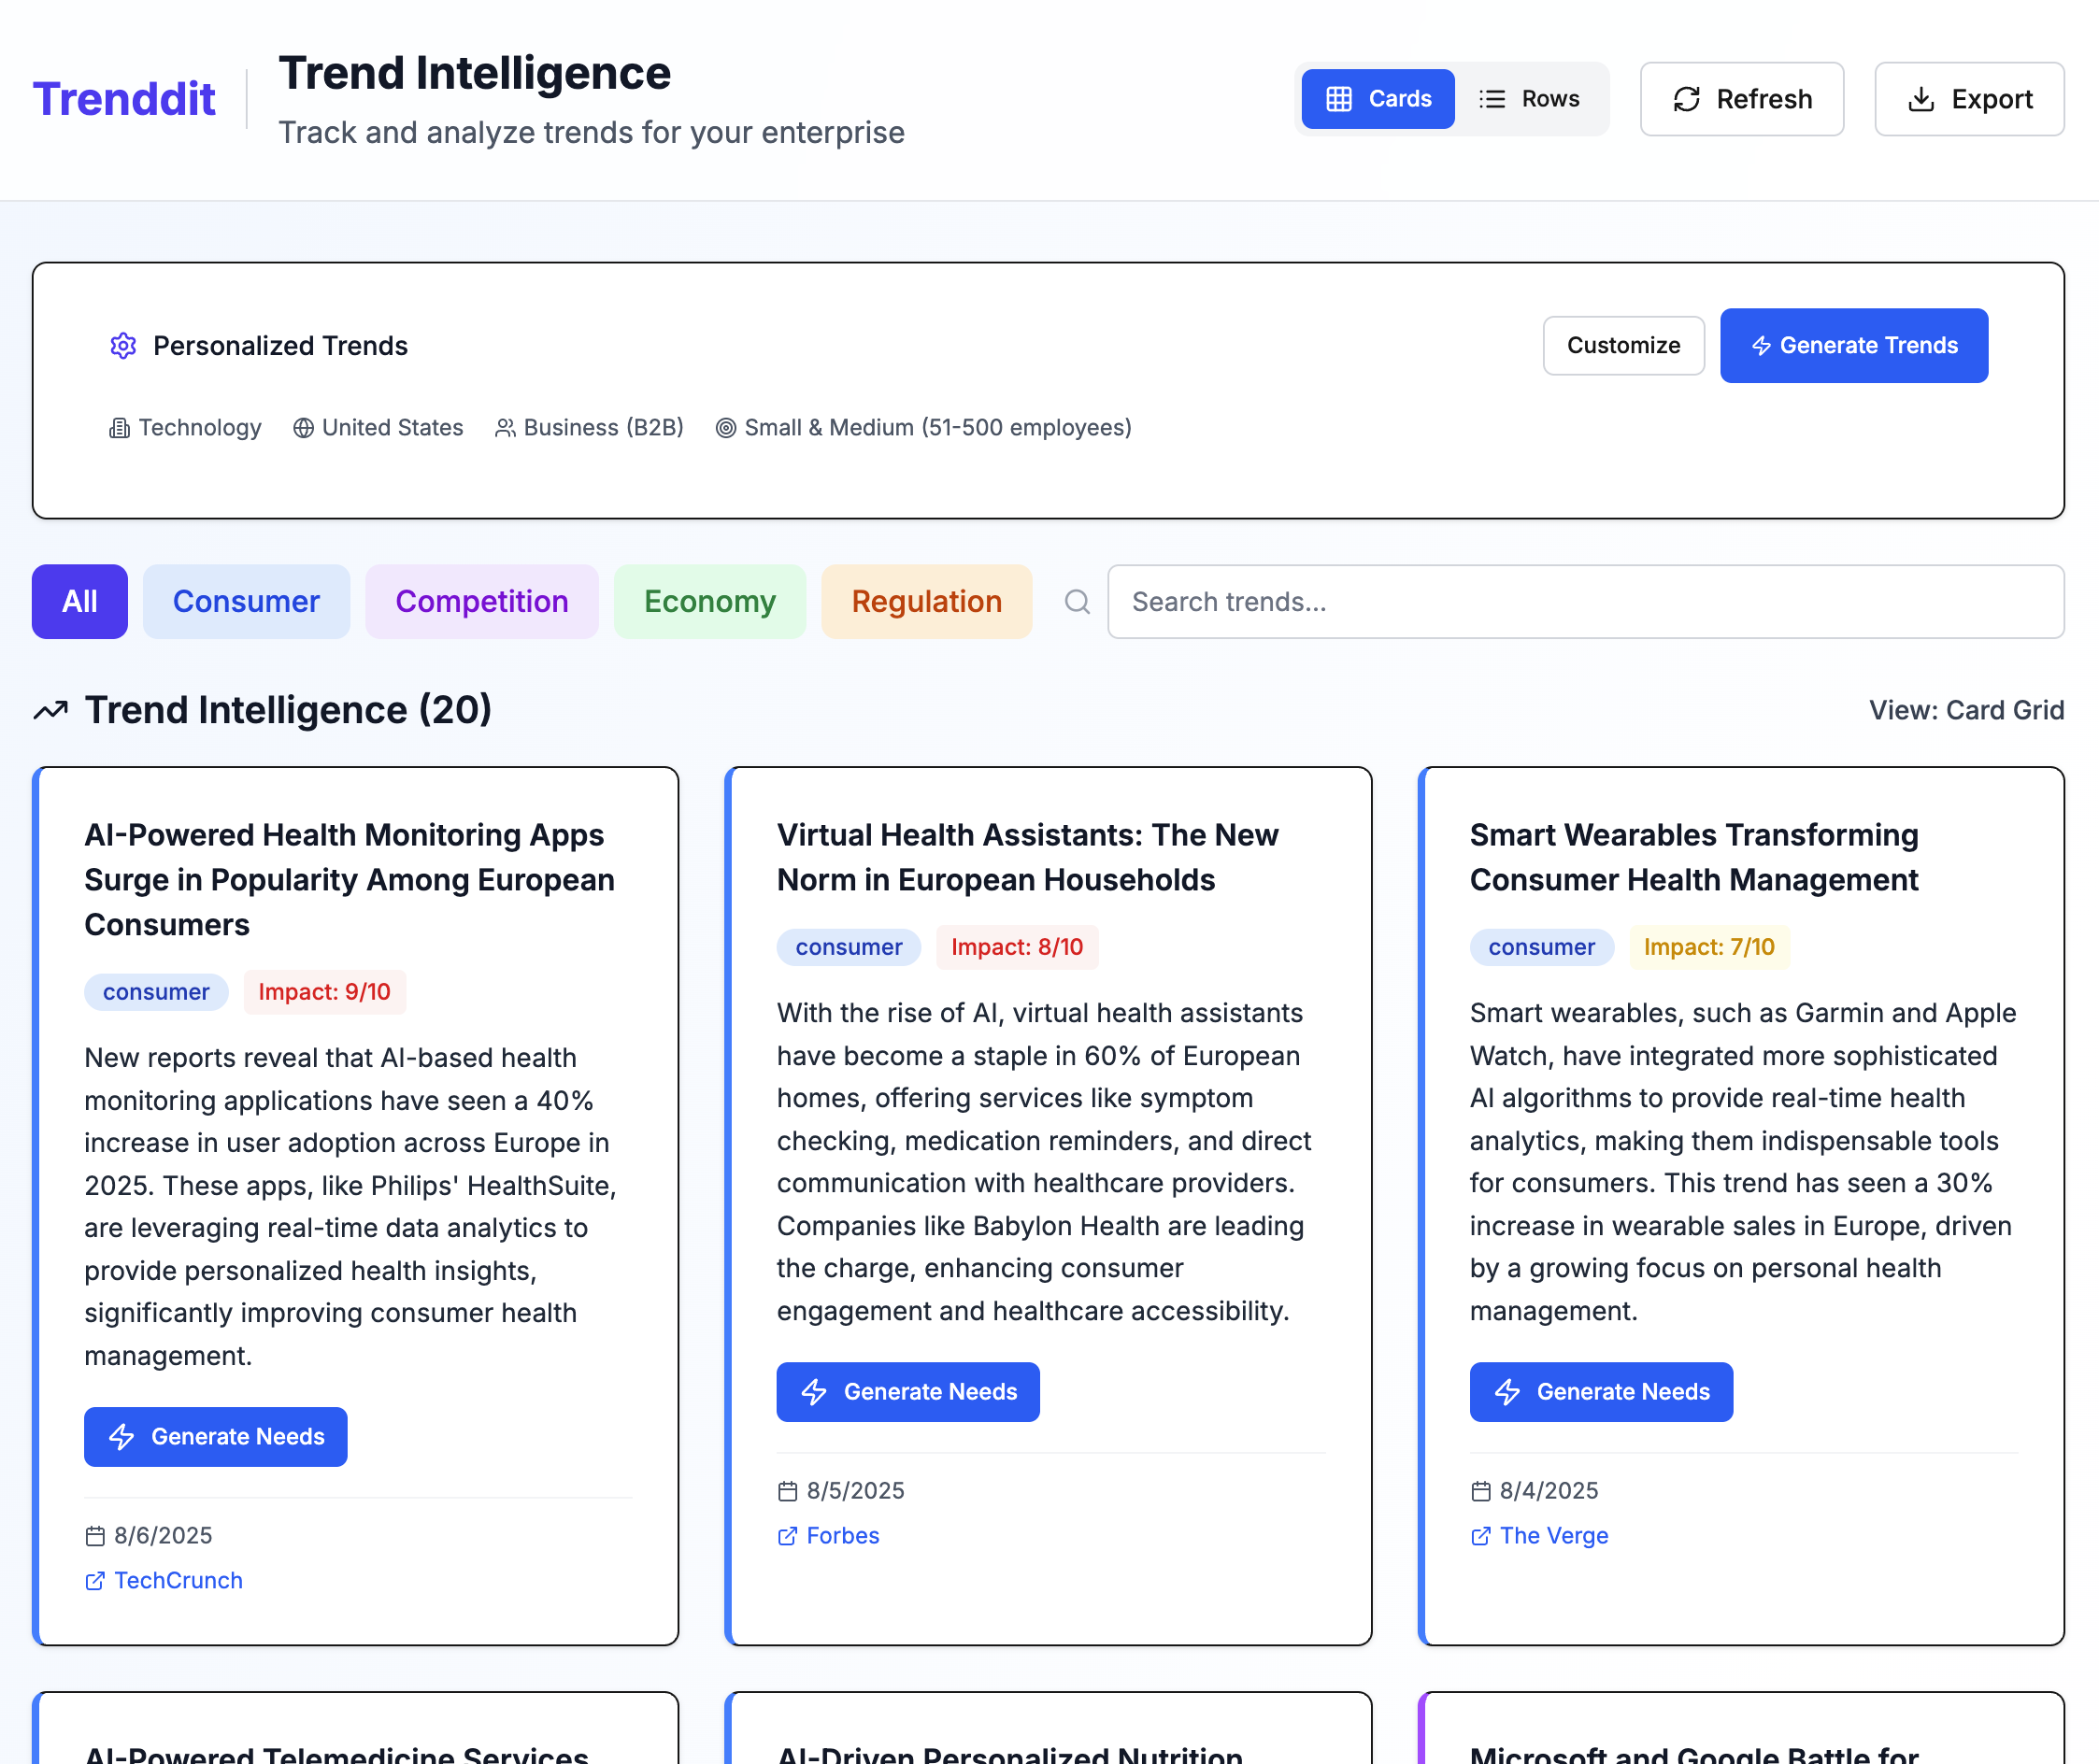 Trenddit
Trend Intelligence
Track and analyze trends for your enterprise
Cards
Rows
Refresh
Export
Personalized Trends
Customize
Generate Trends
Technology
United States
Business (B2B)
Small & Medium (51-500 employees)
All
Consumer
Competition
Economy
Regulation
Search trends...
Trend Intelligence (20)
View: Card Grid
AI-Powered Health Monitoring Apps
Surge in Popularity Among European
Consumers
consumer
Impact: 9/10
New reports reveal that AI-based health
monitoring applications have seen a 40%
increase in user adoption across Europe in
2025. These apps, like Philips' HealthSuite,
are leveraging real-time data analytics to
provide personalized health insights,
significantly improving consumer health
management.
Generate Needs
8/6/2025
TechCrunch
Virtual Health Assistants: The New
Norm in European Households
consumer
Impact: 8/10
With the rise of AI, virtual health assistants
have become a staple in 60% of European
homes, offering services like symptom
checking, medication reminders, and direct
communication with healthcare providers.
Companies like Babylon Health are leading
the charge, enhancing consumer
engagement and healthcare accessibility.
Generate Needs
8/5/2025
Forbes
Smart Wearables Transforming
Consumer Health Management
consumer
Impact: 7/10
Smart wearables, such as Garmin and Apple
Watch, have integrated more sophisticated
AI algorithms to provide real-time health
analytics, making them indispensable tools
for consumers. This trend has seen a 30%
increase in wearable sales in Europe, driven
by a growing focus on personal health
management.
Generate Needs
8/4/2025
The Verge
AI-Powered Telemedicine Services
AI-Driven Personalized Nutrition
Microsoft and Google Battle for